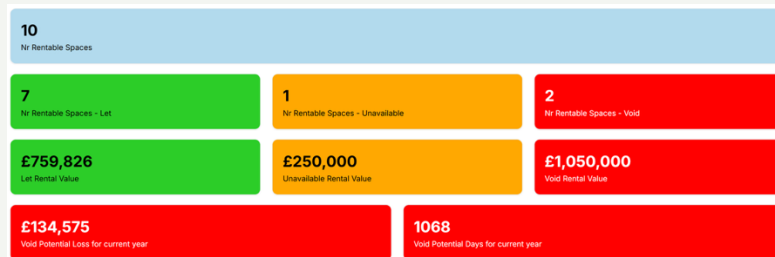 10
Nr Rentable Spaces
7
Nr Rentable Spaces - Let
1
Nr Rentable Spaces - Unavailable
2
Nr Rentable Spaces - Void
£759,826
Let Rental Value
£250,000
Unavailable Rental Value
£1,050,000
Void Rental Value
£134,575
Void Potential Loss for current year
1068
Void Potential Days for current year